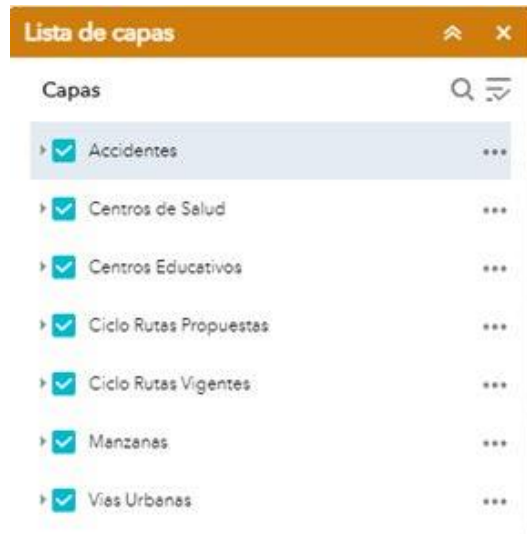 Lista de capas
Capas
Accidentes
Centros de Salud
Centros Educativos
Ciclo Rutas Propuestas
Ciclo Rutas Vigentes
Manzanas
Vias Urbanas